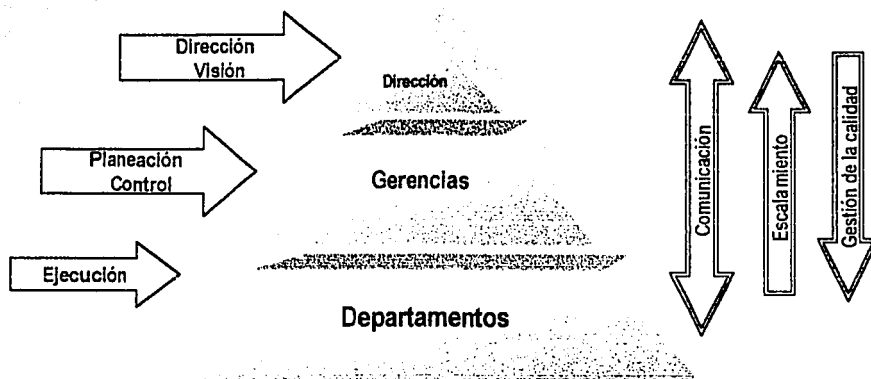 Dirección
Visión
Dirección
Planeación
Control
Gerencias
Ejecución
Departamentos
Comunicación
Escalamiento
Gestión de la calidad